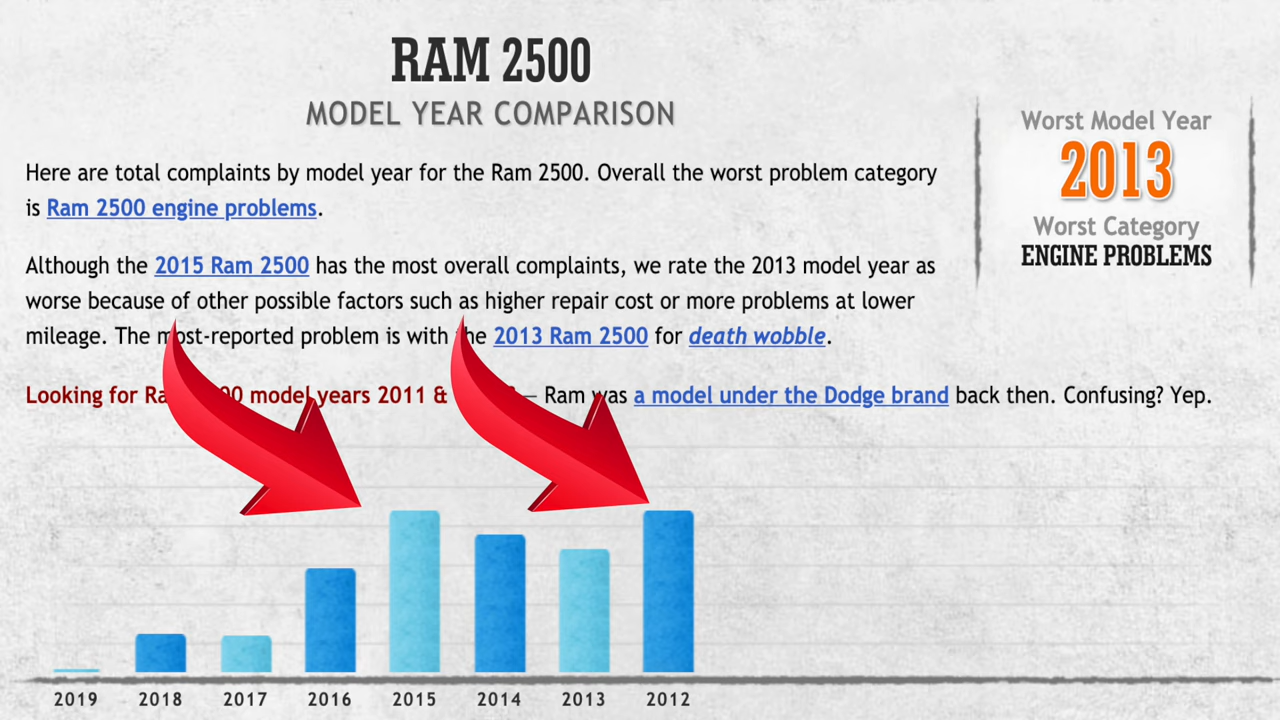 RAM 2500
MODEL YEAR COMPARISON
Here are total complaints by model year for the Ram 2500. Overall the worst problem category
is Ram 2500 engine problems.
Although the 2015 Ram 2500 has the most overall complaints, we rate the 2013 model year as
worse because of other possible factors such as higher repair cost or more problems at lower
mileage. The most-reported problem is with the 2013 Ram 2500 for death wobble.
Looking for model years 2011 & — Ram was a model under the Dodge brand back then. Confusing? Yep.
Worst Model Year
2013
Worst Category
ENGINE PROBLEMS
2019 2018 2017 2016 2015 2014 2013 2012